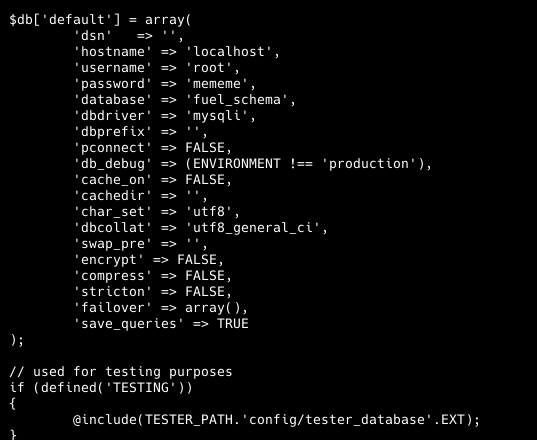 $db['default'] = array(
        'dsn'   => '',
        'hostname' => 'localhost',
        'username' => 'root',
        'password' => 'mememe',
        'database' => 'fuel_schema',
        'dbdriver' => 'mysqli',
        'dbprefix' => '',
        'pconnect' => FALSE,
        'db_debug' => (ENVIRONMENT !== 'production'),
        'cache_on' => FALSE,
        'cachedir' => '',
        'char_set' => 'utf8',
        'dbcollat' => 'utf8_general_ci',
        'swap_pre' => '',
        'encrypt' => FALSE,
        'compress' => FALSE,
        'stricton' => FALSE,
        'failover' => array(),
        'save_queries' => TRUE
);

// used for testing purposes
if (defined('TESTING'))
{
        @include(TESTER_PATH.'config/tester_database'.EXT);
}